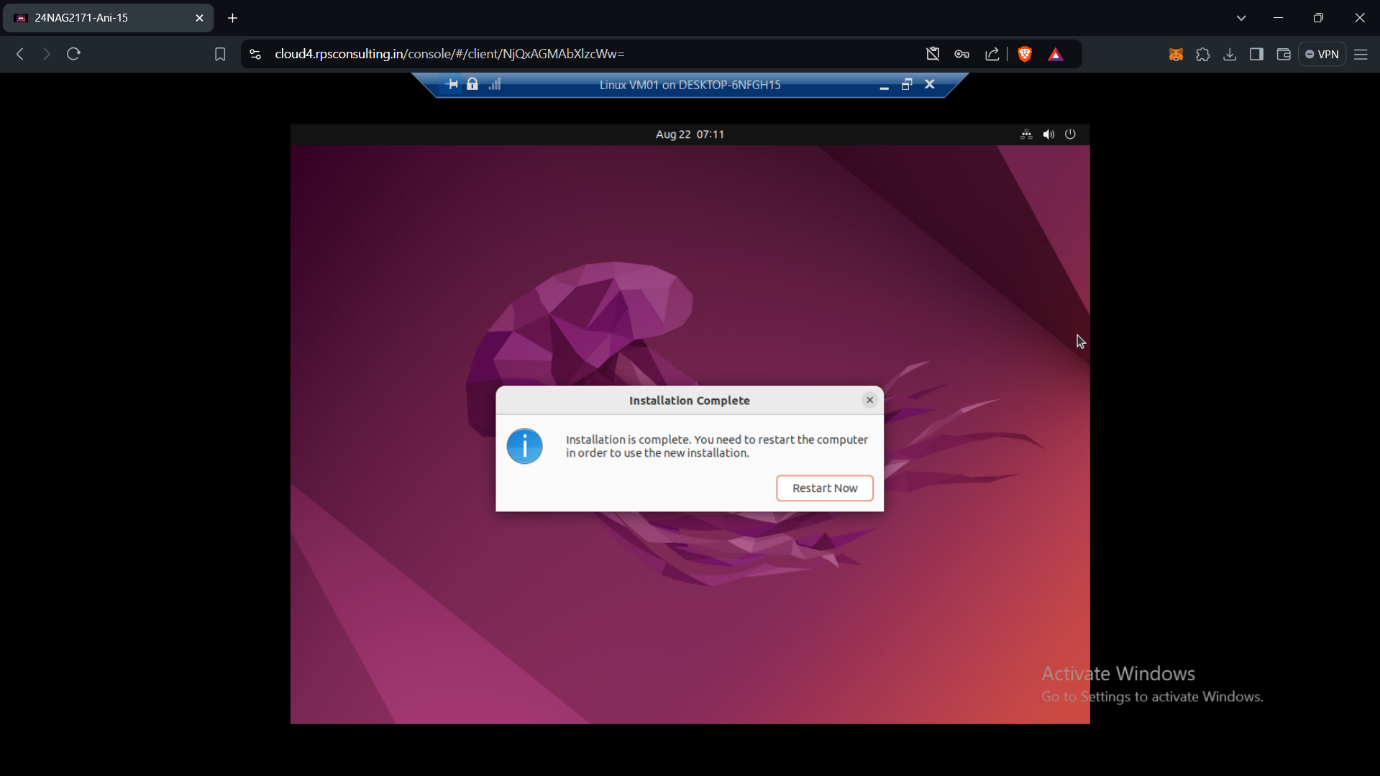 24NAG2171-Ani-15
cloud4.rpsconsulting.in/console/#/client/NjQxAGMAbXlzcWw=
VPN
Linux VM01 on DESKTOP-6NFGH15
Aug 22 07:11
Installation Complete
Installation is complete. You need to restart the computer
in order to use the new installation.
Restart Now
Activate Windows
Go to Settings to activate Windows.